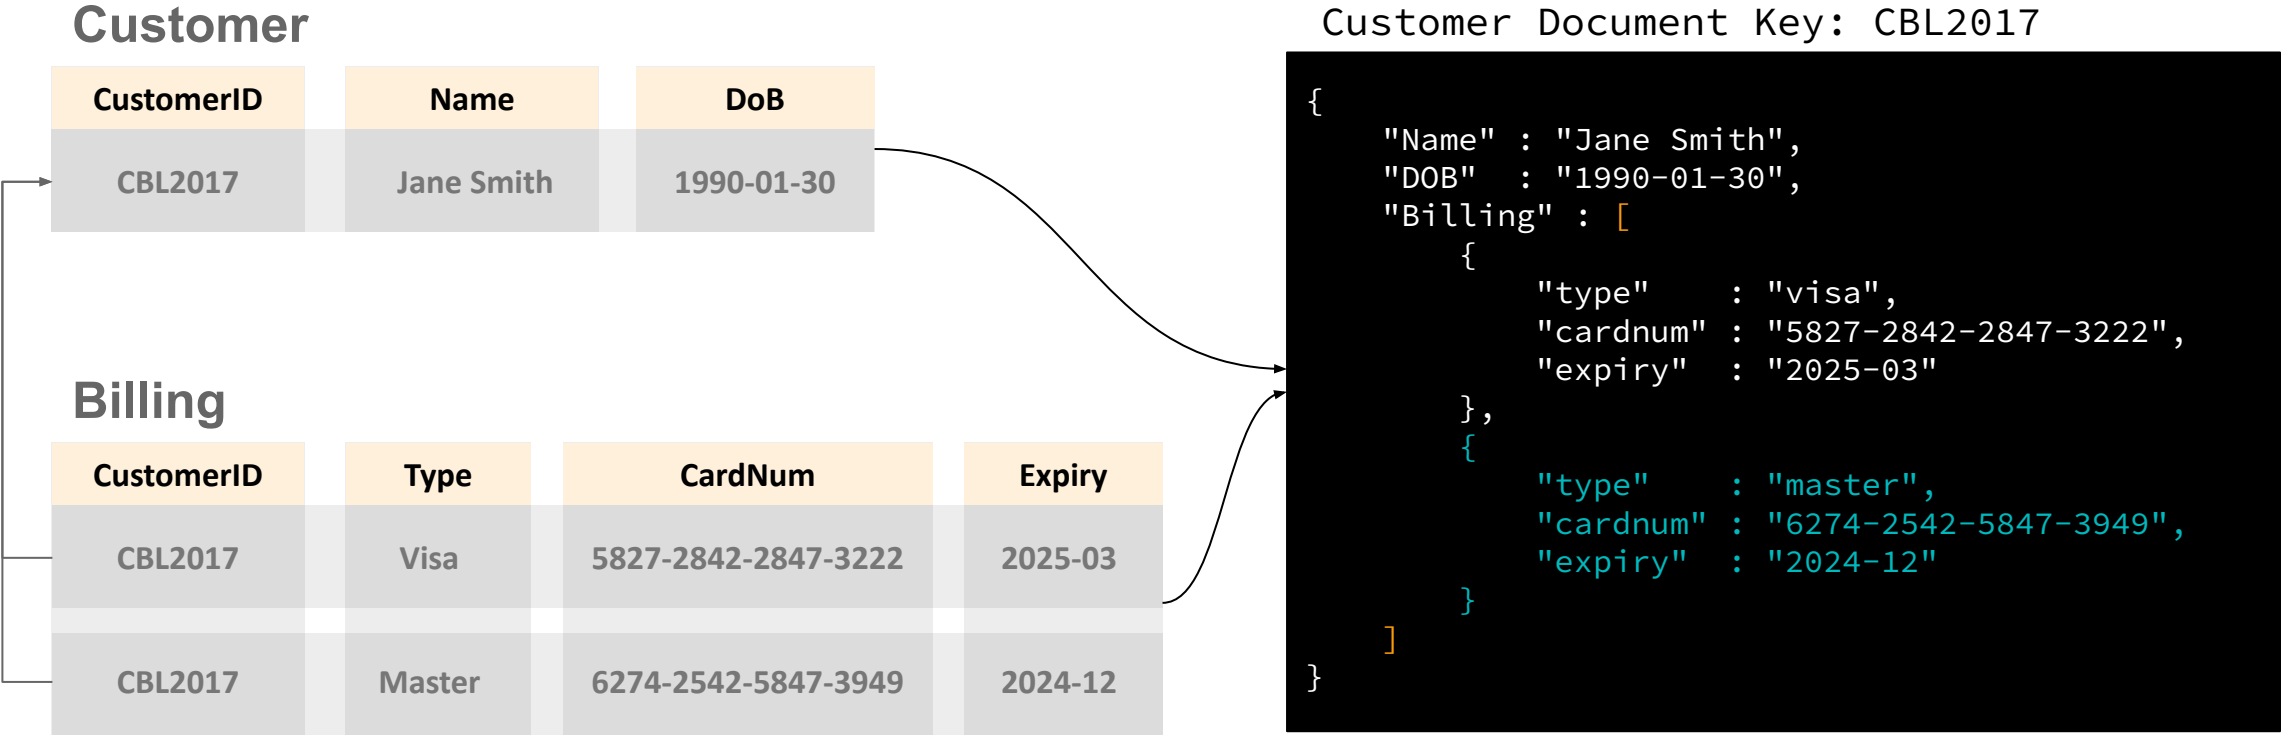 Customer
CustomerID Name DoB
CBL2017 Jane Smith 1990-01-30
Billing
CustomerID Type CardNum Expiry
CBL2017 Visa 5827-2842-2847-3222 2025-03
CBL2017 Master 6274-2542-5847-3949 2024-12
Customer Document Key: CBL2017
{
"Name" : "Jane Smith",
"DOB" : "1990-01-30",
"Billing" : [
{
"type" : "visa",
"cardnum" : "5827-2842-2847-3222",
"expiry" : "2025-03"
},
{
"type" : "master",
"cardnum" : "6274-2542-5847-3949",
"expiry" : "2024-12"
}
]
}